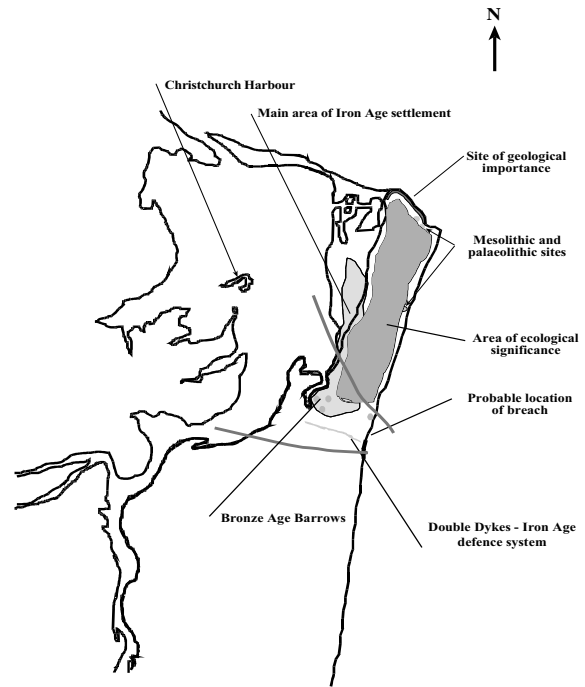 N
Christchurch Harbour
Main area of Iron Age settlement
Site of geological
importance
Mesolithic and
palaeolithic sites
Area of ecological
significance
Probable location
of breach
Bronze Age Barrows
Double Dykes - Iron Age
defence system